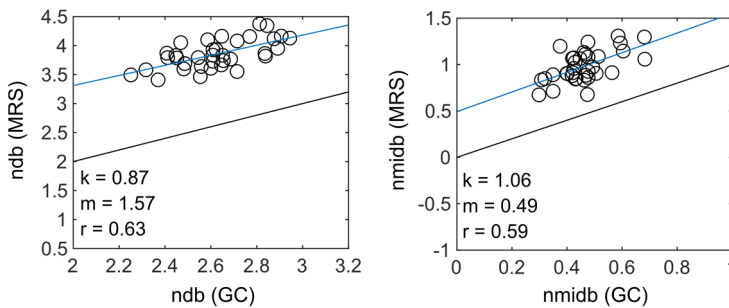 4.5
4
3.5
3
2.5
2
1.5
1
0.5
ndb (MRS)
k = 0.87
m = 1.57
r = 0.63
2 2.2 2.4 2.6 2.8 3 3.2
ndb (GC)
1.5
1
0.5
0
-0.5
-1
nmidb (MRS)
k = 1.06
m = 0.49
r = 0.59
0 0.2 0.4 0.6 0.8
nmidb (GC)